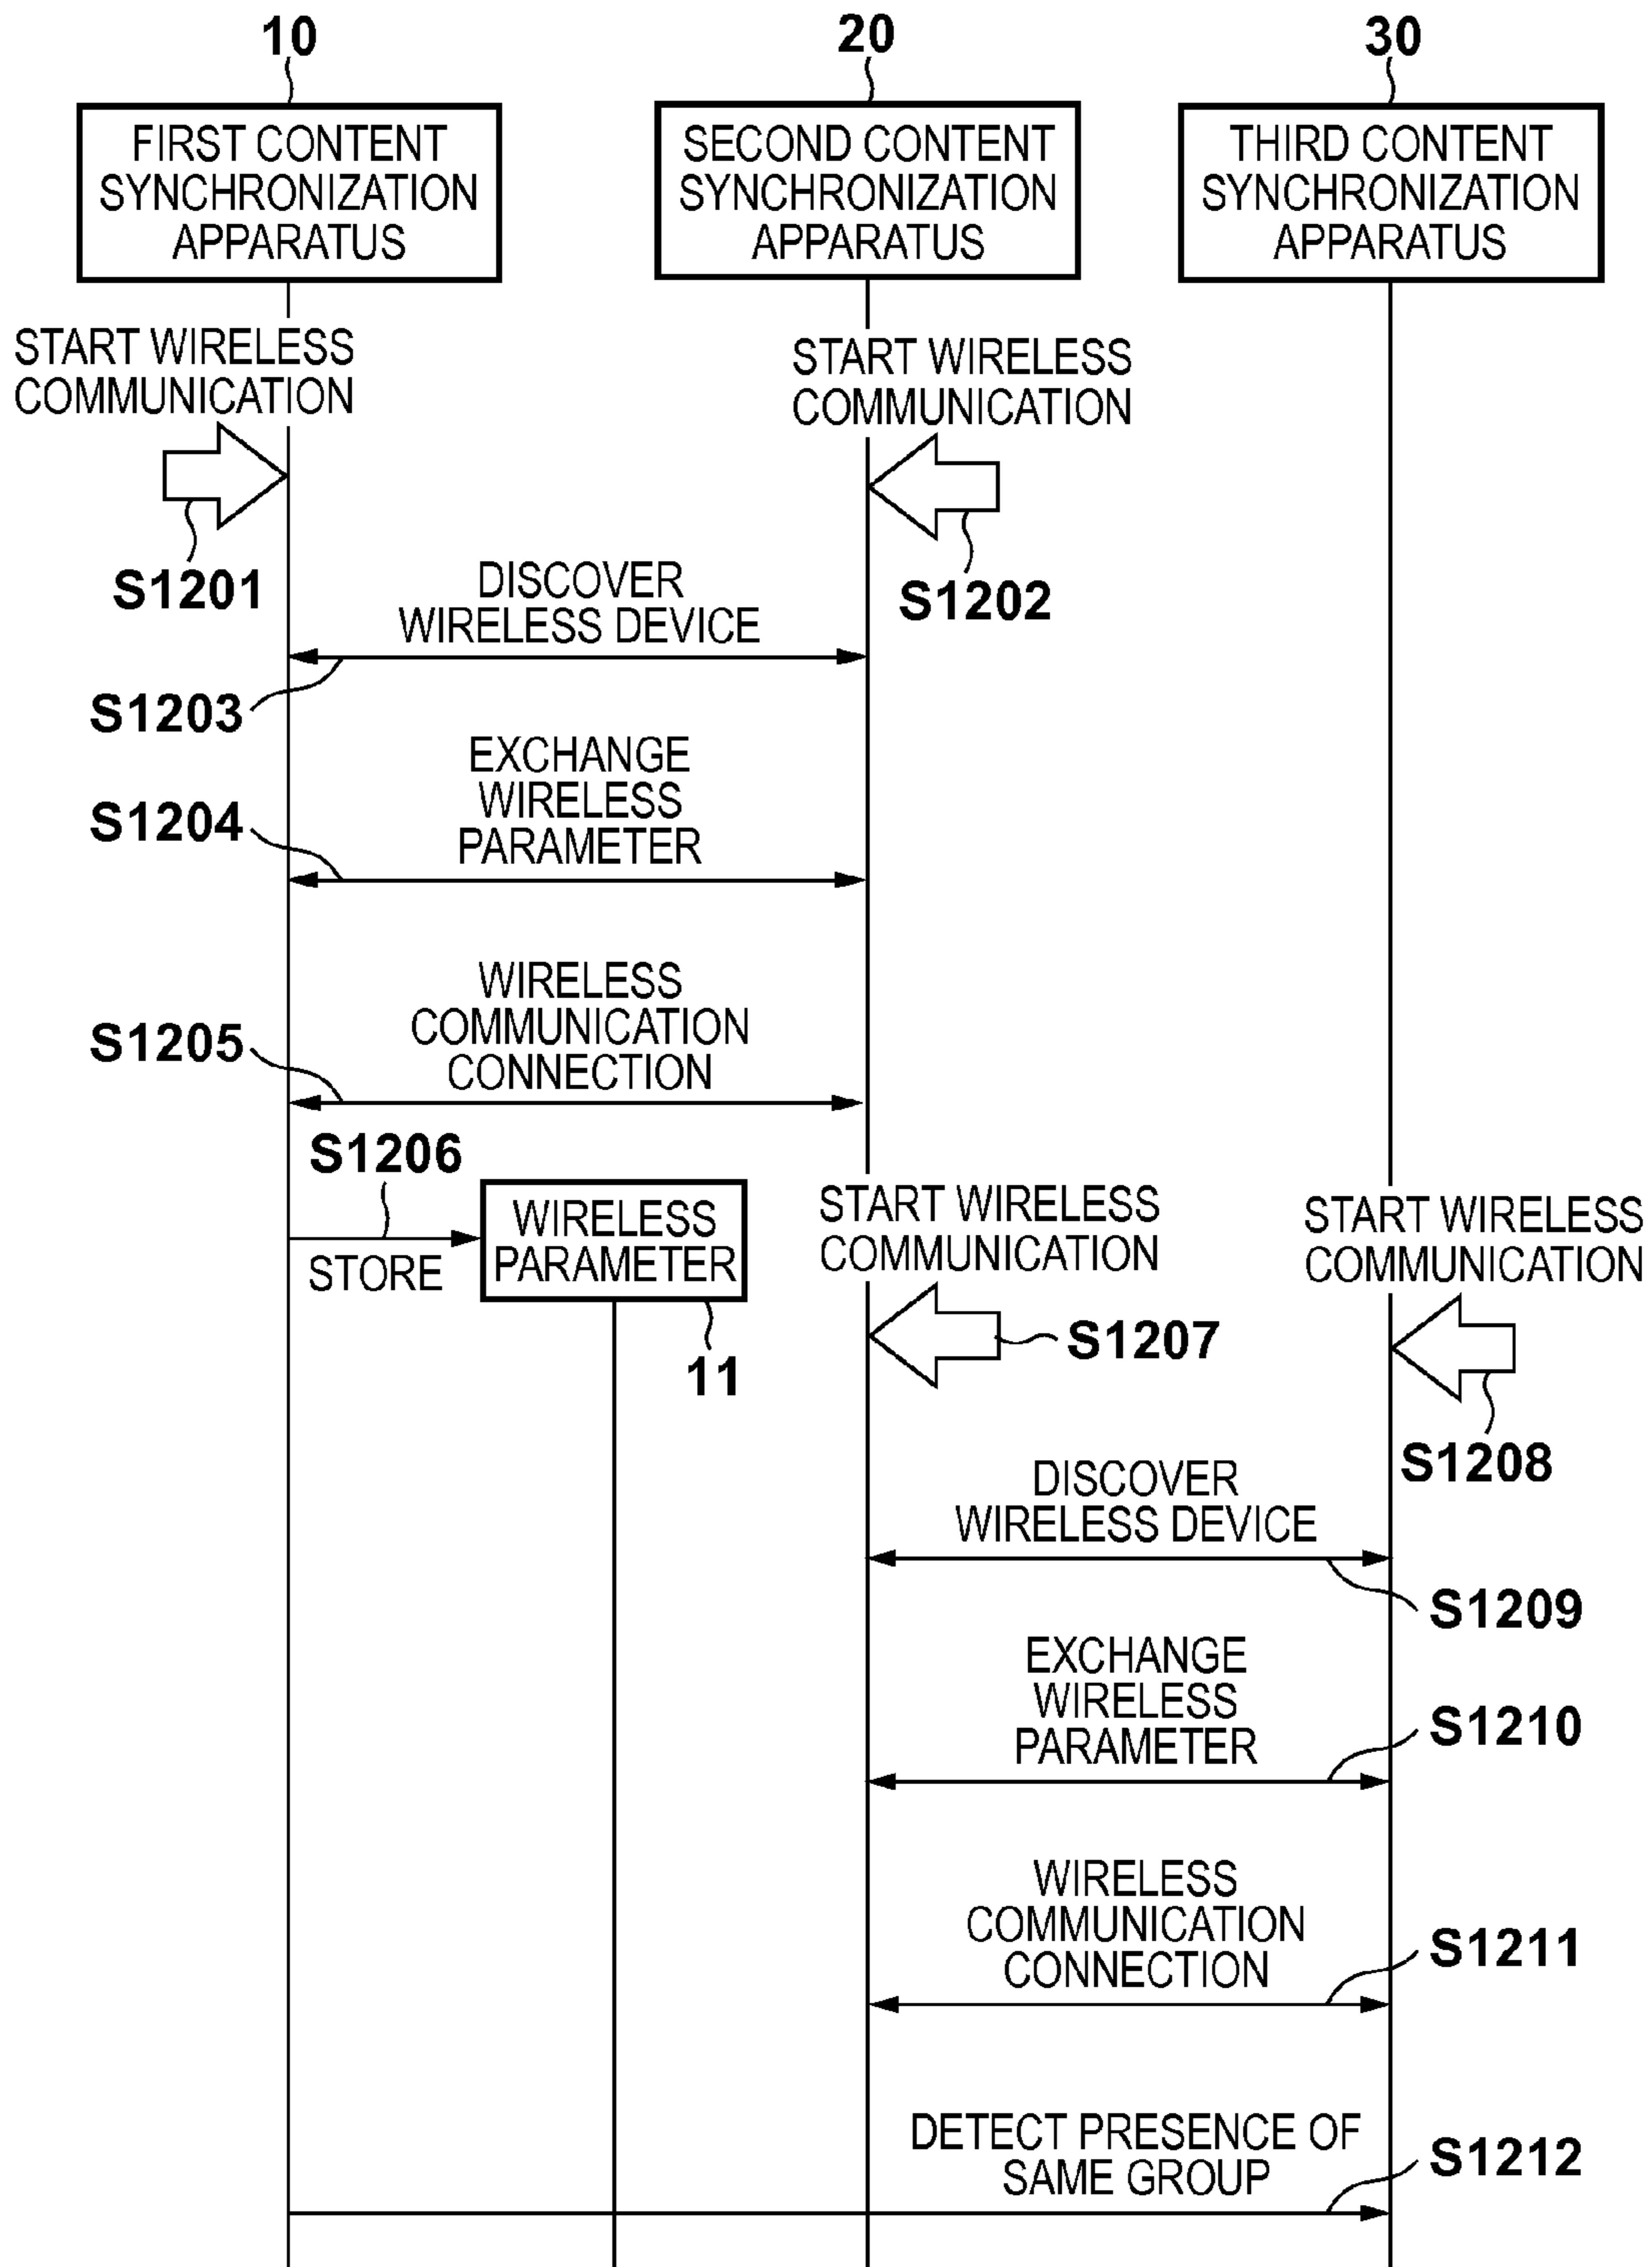 10
20
30
FIRST CONTENT
SYNCHRONIZATION
APPARATUS
SECOND CONTENT
SYNCHRONIZATION
APPARATUS
THIRD CONTENT
SYNCHRONIZATION
APPARATUS
START WIRELESS
COMMUNICATION
START WIRELESS
COMMUNICATION
S1201
S1202
DISCOVER
WIRELESS DEVICE
S1203
EXCHANGE
WIRELESS
PARAMETER
S1204
WIRELESS
COMMUNICATION
CONNECTION
S1205
S1206
STORE
WIRELESS
PARAMETER
11
START WIRELESS
COMMUNICATION
S1207
START WIRELESS
COMMUNICATION
S1208
DISCOVER
WIRELESS DEVICE
S1209
EXCHANGE
WIRELESS
PARAMETER
S1210
WIRELESS
COMMUNICATION
CONNECTION
S1211
DETECT PRESENCE OF
SAME GROUP
S1212